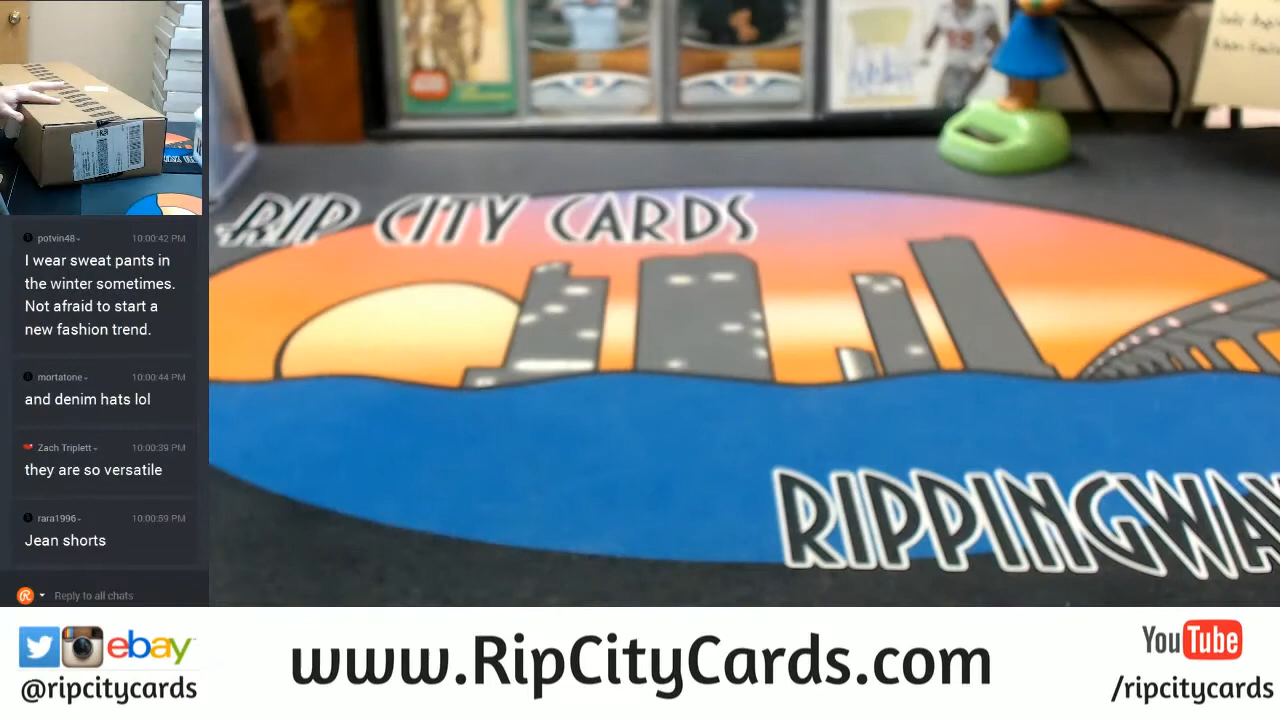 potvin48
10:00:42 PM
I wear sweat pants in
the winter sometimes.
Not afraid to start a
new fashion trend.
mortatone
10:00:44 PM
and denim hats lol
Zach Triplett
10:00:39 PM
they are so versatile
rara1996
10:00:59 PM
Jean shorts
Reply to all chats
RIP CITY CARDS
RIPPINGWAX
ebay
@ripcitycards
www.RipCityCards.com
YouTube
/ripcitycards